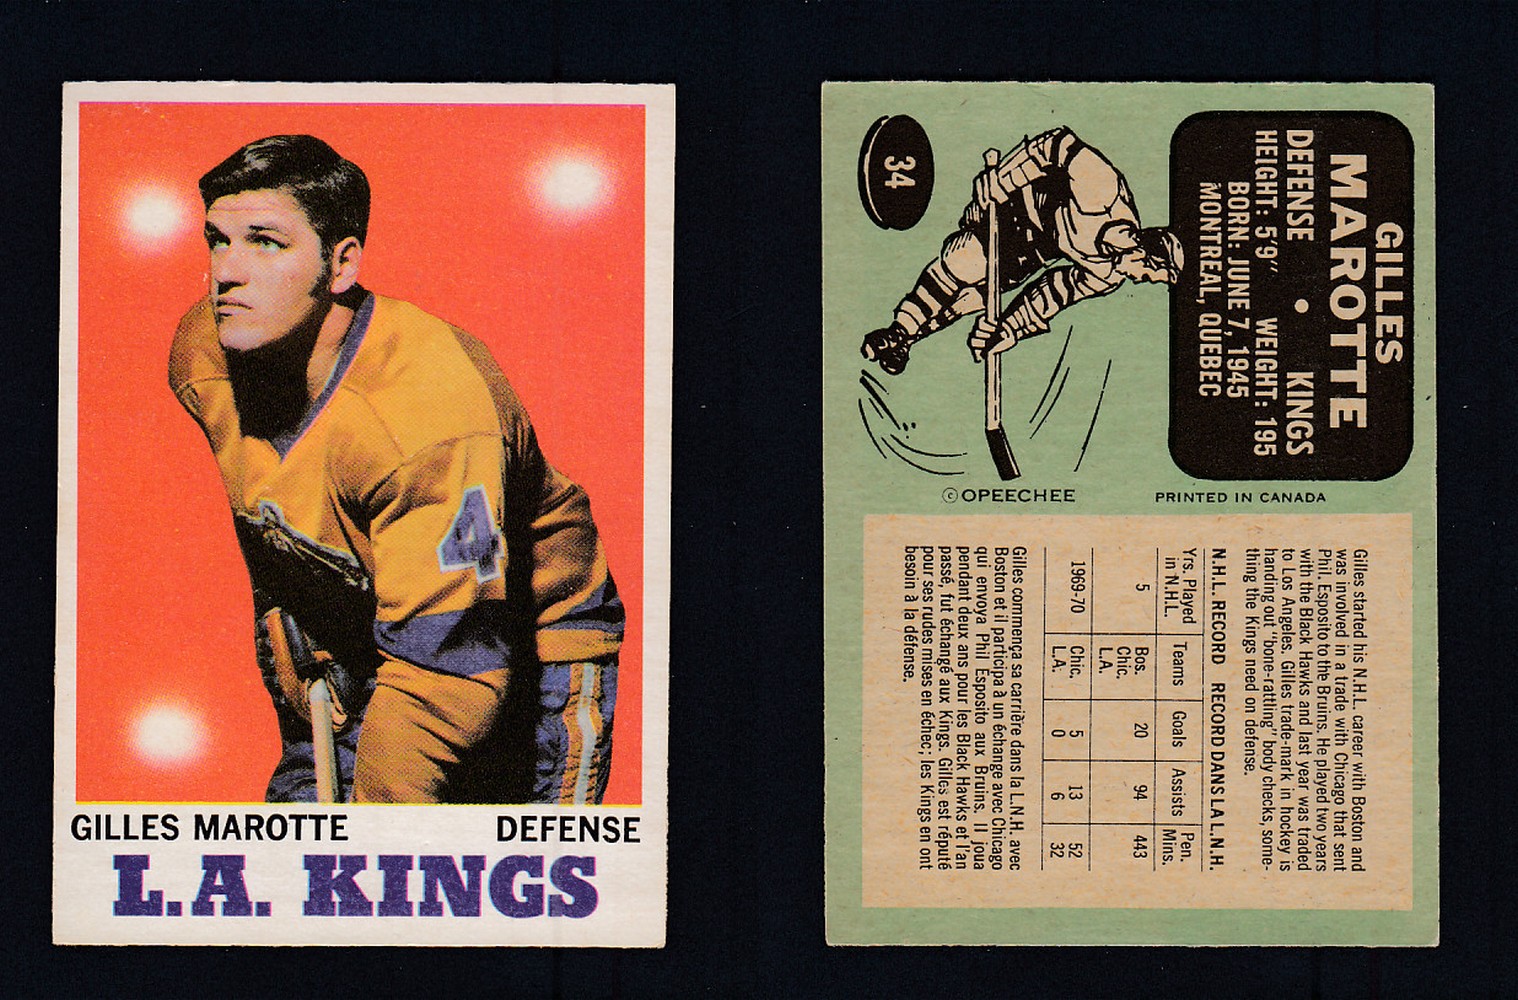 4
GILLES MAROTTE DEFENSE
L.A. KINGS
34
GILLES
MAROTTE
DEFENSE • KINGS
HEIGHT: 5'9" WEIGHT: 195
BORN: JUNE 7, 1945
MONTREAL, QUEBEC
©OPEECHEE PRINTED IN CANADA
Gilles started his N.H.L. career with Boston and
was involved in a trade with Chicago that sent
Phil. Esposito to the Bruins. He played two years
with the Black Hawks and last year was traded
to Los Angeles. Gilles trade-mark in hockey is
handing out "bone-rattling" body checks, some-
thing the Kings need on defense.
N.H.L. RECORD RECORD DANS LA L.N.H.
Yrs. Played in N.H.L. Teams Goals Assists Pen. Mins.
5 Bos. Chic. L.A. 20 94 443
1969-70 Chic. 5 13 52
L.A. 0 6 32
Gilles commença sa carrière dans la L.N.H. avec
Boston et il participa à un échange avec Chicago
qui envoya Phil Esposito aux Bruins. Il joua
pendant deux ans pour les Black Hawks et l'an
passé, fut échangé aux Kings. Gilles est réputé
pour ses rudes mises en échec; les Kings en ont
besoin à la défense.